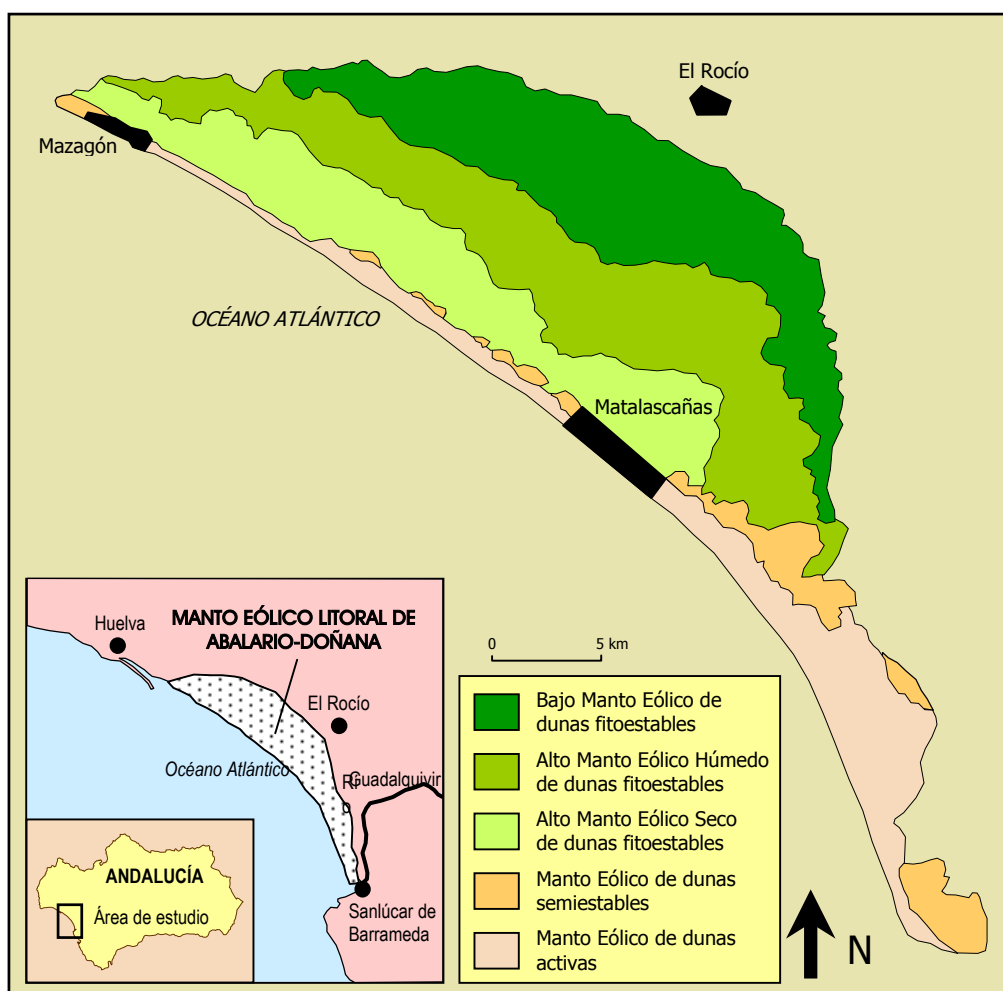 El Rocío
Mazagón
OCÉANO ATLÁNTICO
Matalascañas
0 5 km
MANTO EÓLICO LITORAL DE
ABALARIO-DOÑANA
Huelva
El Rocío
Océano Atlántico
Río
Guadalquivir
Sanlúcar de
Barrameda
ANDALUCÍA
Área de estudio
Bajo Manto Eólico de
dunas fitoestables
Alto Manto Eólico Húmedo
de dunas fitoestables
Alto Manto Eólico Seco
de dunas fitoestables
Manto Eólico de dunas
semiestables
Manto Eólico de dunas
activas
N